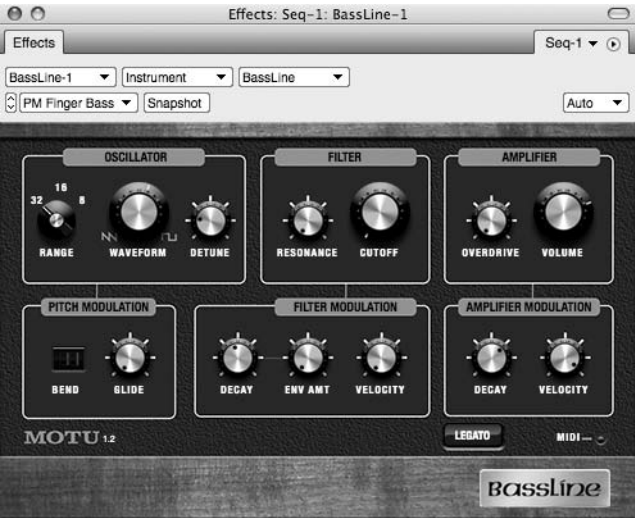 Effects: Seq-1: BassLine-1
Effects
Seq-1
BassLine-1 Instrument BassLine
PM Finger Bass Snapshot Auto
OSCILLATOR FILTER AMPLIFIER
16
32 8
RANGE WAVEFORM DETUNE RESONANCE CUTOFF OVERDRIVE VOLUME
PITCH MODULATION FILTER MODULATION AMPLIFIER MODULATION
BEND GLIDE DECAY ENV AMT VELOCITY DECAY VELOCITY
MOTU 1.2 LEGATO MIDI
BassLine